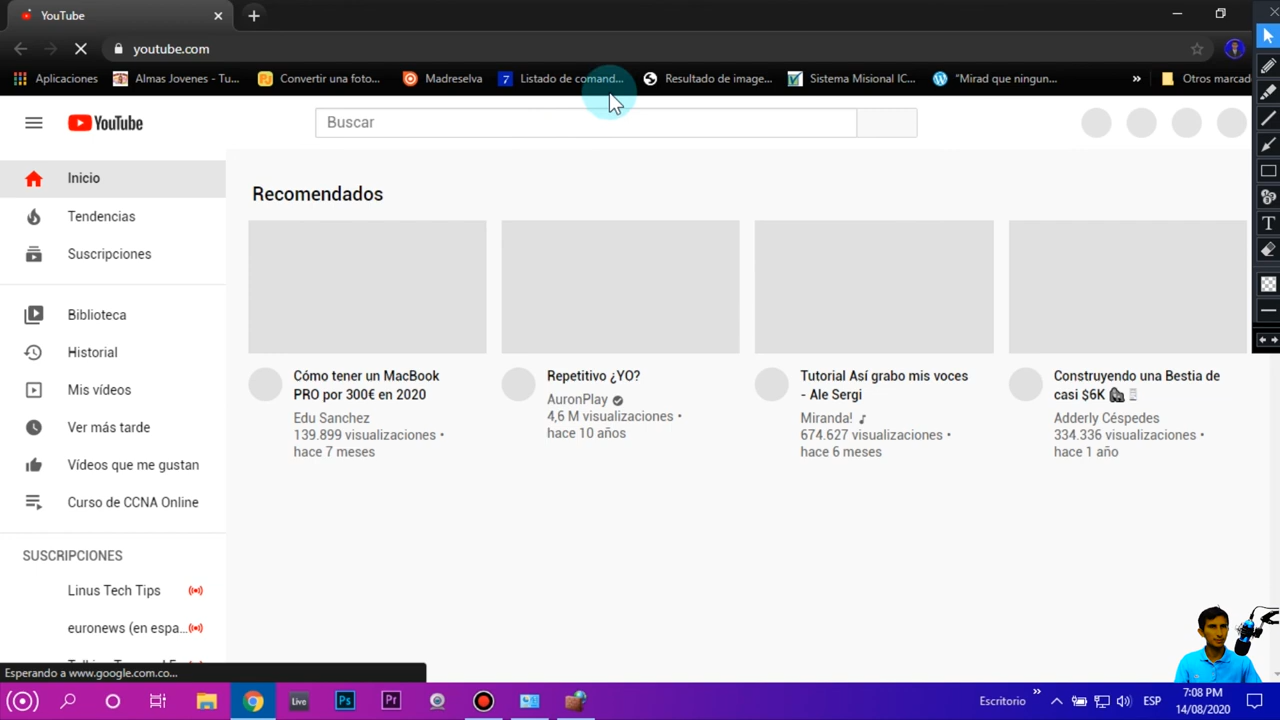 YouTube
youtube.com
Aplicaciones
Almas Jovenes - Tu...
Convertir una foto...
Madreselva
Listado de comand...
Resultado de image...
Sistema Misional IC...
"Mirad que ningun...
»
Otros marcad
YouTube
Buscar
Inicio
Tendencias
Suscripciones
Biblioteca
Historial
Mis vídeos
Ver más tarde
Vídeos que me gustan
Curso de CCNA Online
SUSCRIPCIONES
Linus Tech Tips
euronews (en espa...
Recomendados
Cómo tener un MacBook
PRO por 300€ en 2020
Edu Sanchez
139.899 visualizaciones •
hace 7 meses
Repetitivo ¿YO?
AuronPlay
4,6 M visualizaciones •
hace 10 años
Tutorial Así grabo mis voces
- Ale Sergi
Miranda! ♪
674.627 visualizaciones •
hace 6 meses
Construyendo una Bestia de
casi $6K
Adderly Céspedes
334.336 visualizaciones •
hace 1 año
Esperando a www.google.com.co...
Live
Ps
Pr
Escritorio
»
ESP
7:08 PM
14/08/2020